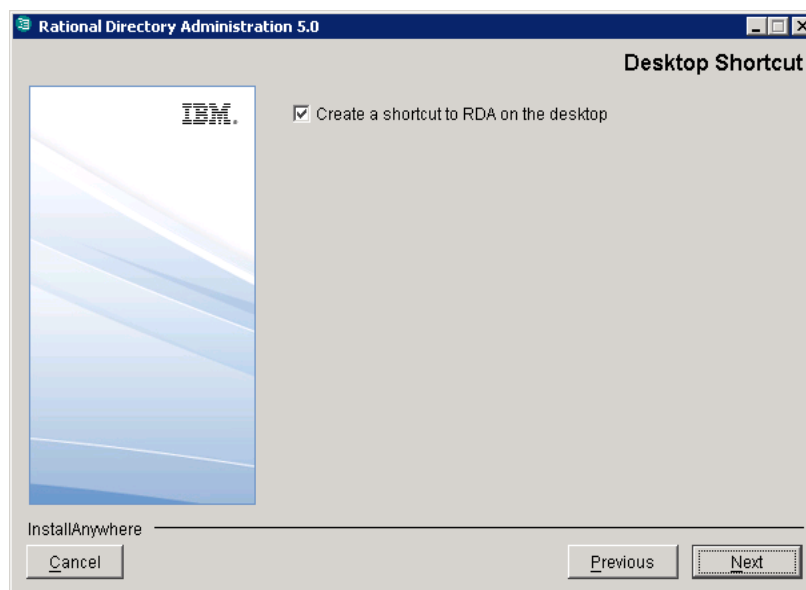 Rational Directory Administration 5.0
Desktop Shortcut
IBM.
Create a shortcut to RDA on the desktop
InstallAnywhere
Cancel
Previous
Next